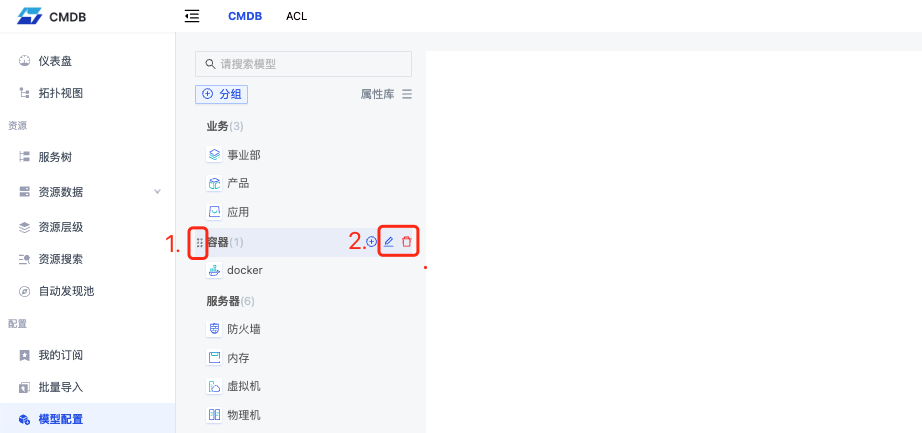 CMDB
CMDB ACL
仪表盘
拓扑视图
资源
服务树
资源数据
资源层级
资源搜索
自动发现池
配置
我的订阅
批量导入
模型配置
请搜索模型
分组 属性库
业务(3)
事业部
产品
应用
1. 容器(1) 2.
docker
服务器(6)
防火墙
内存
虚拟机
物理机